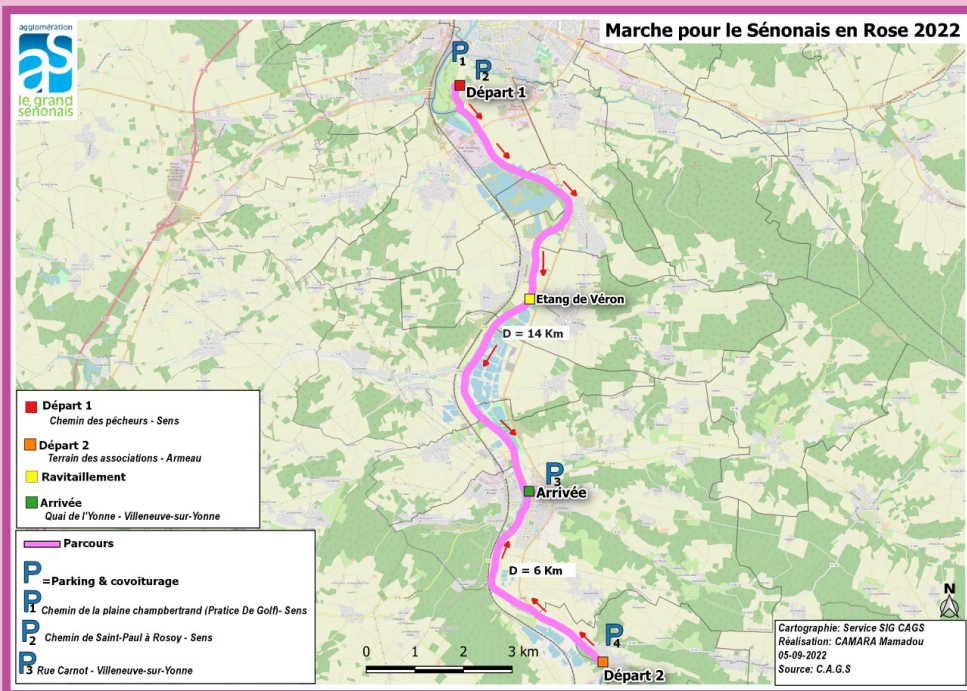 agglomération
le grand
sénonais
Marche pour le Sénonais en Rose 2022
P1
P2
Départ 1
Etang de Véron
D = 14 Km
P3
Arrivée
D = 6 Km
P4
Départ 2
Départ 1
Chemin des pêcheurs - Sens
Départ 2
Terrain des associations - Armeau
Ravitaillement
Arrivée
Quai de l'Yonne - Villeneuve-sur-Yonne
Parcours
P =Parking & covoiturage
P1 Chemin de la plaine champbertrand (Pratice De Golf)- Sens
P2 Chemin de Saint-Paul à Rosoy - Sens
P3 Rue Carnot - Villeneuve-sur-Yonne
0 1 2 3 km
N
Cartographie: Service SIG CAGS
Réalisation: CAMARA Mamadou
05-09-2022
Source: C.A.G.S